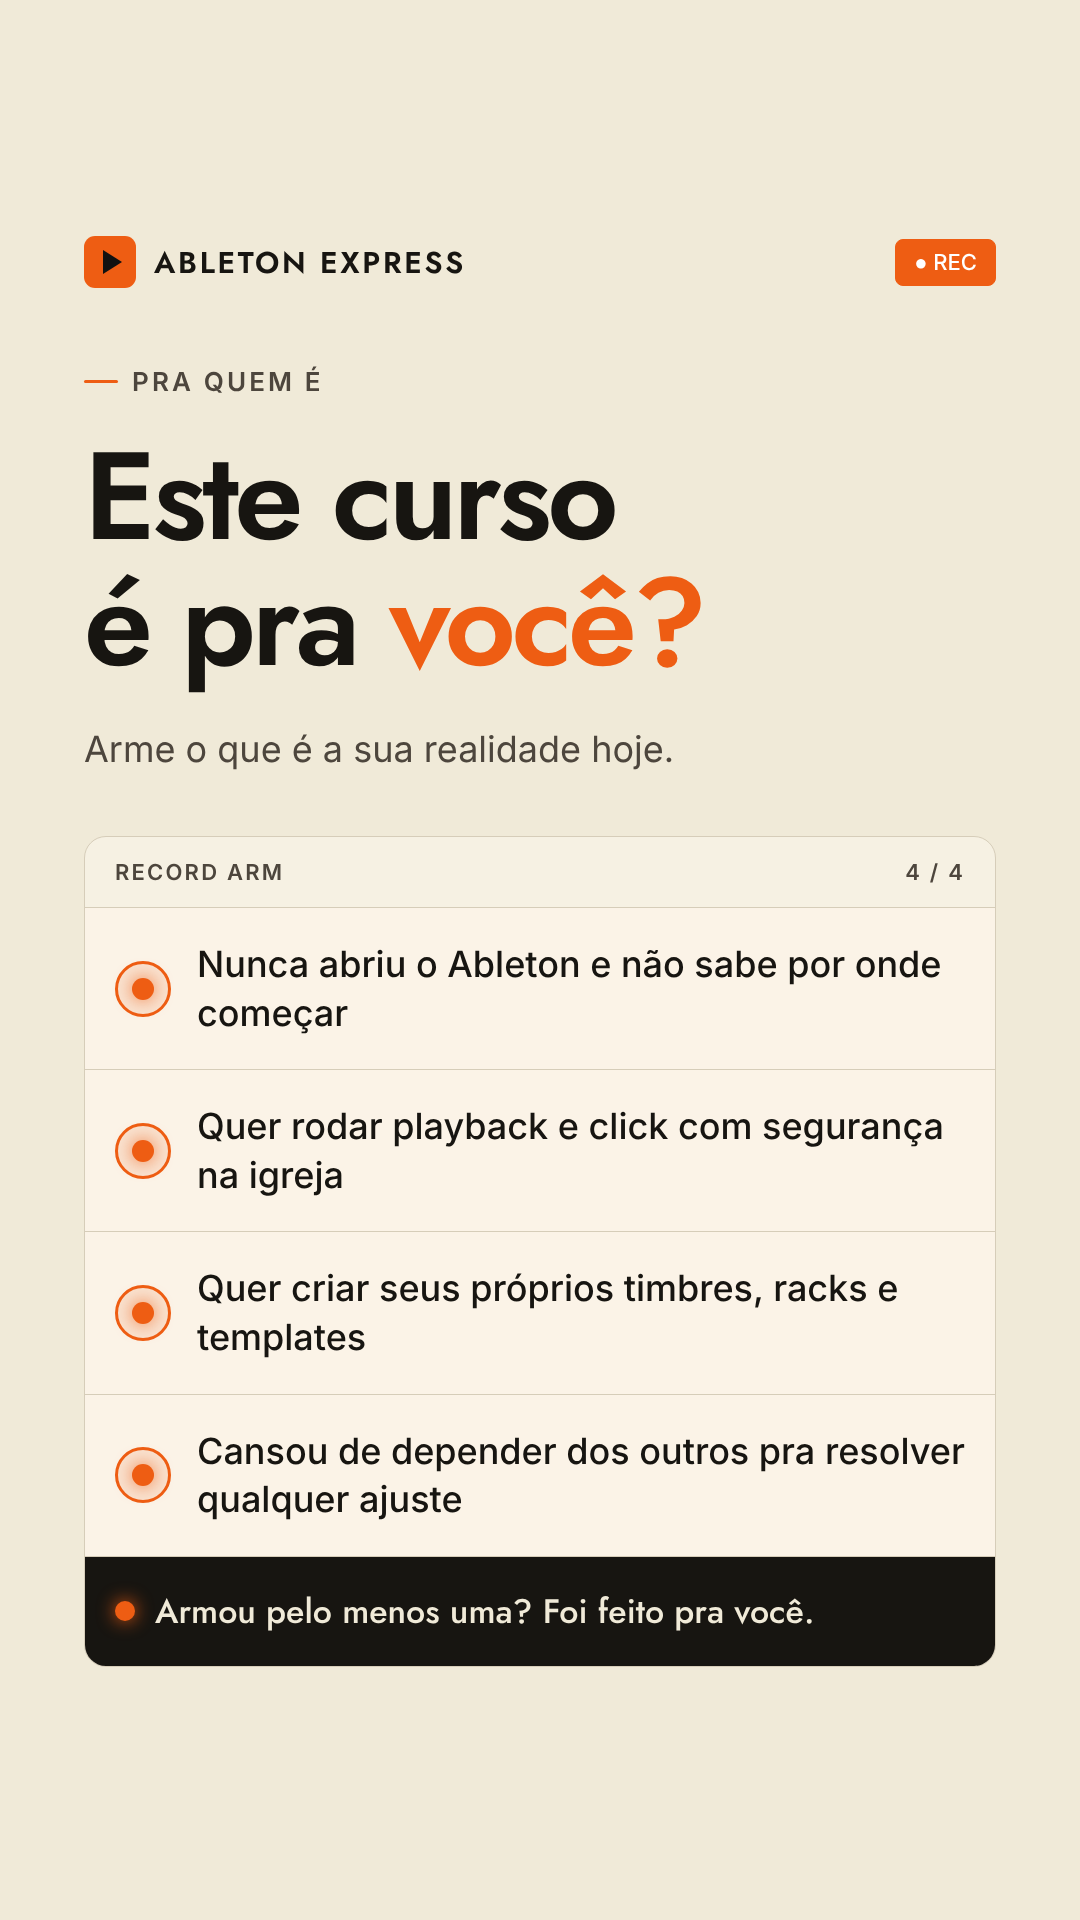 ABLETON EXPRESS
● REC
PRA QUEM É
Este curso
é pra você?
Arme o que é a sua realidade hoje.
RECORD ARM
4 / 4
Nunca abriu o Ableton e não sabe por onde
começar
Quer rodar playback e click com segurança
na igreja
Quer criar seus próprios timbres, racks e
templates
Cansou de depender dos outros pra resolver
qualquer ajuste
Armou pelo menos uma? Foi feito pra você.